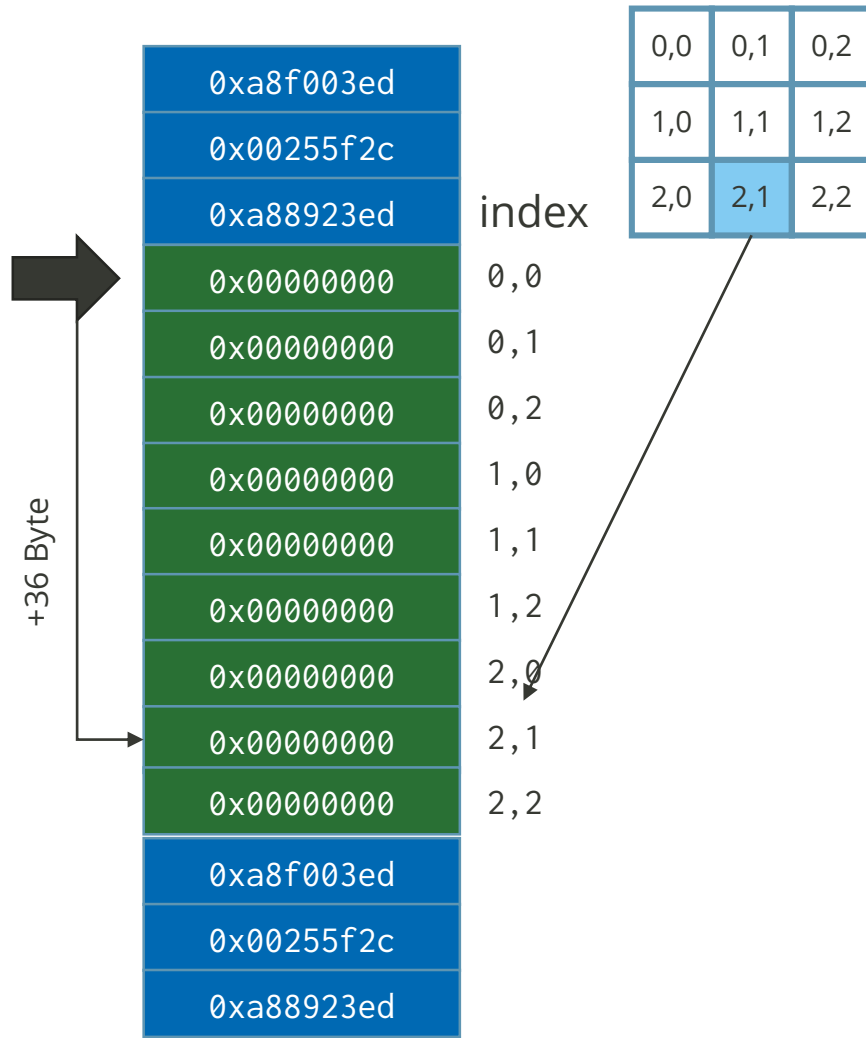 0xa8f003ed
0x00255f2c
0xa88923ed
index
0x00000000 0,0
0x00000000 0,1
0x00000000 0,2
0x00000000 1,0
0x00000000 1,1
0x00000000 1,2
0x00000000 2,0
0x00000000 2,1
0x00000000 2,2
0xa8f003ed
0x00255f2c
0xa88923ed
+36 Byte
0,0 0,1 0,2
1,0 1,1 1,2
2,0 2,1 2,2